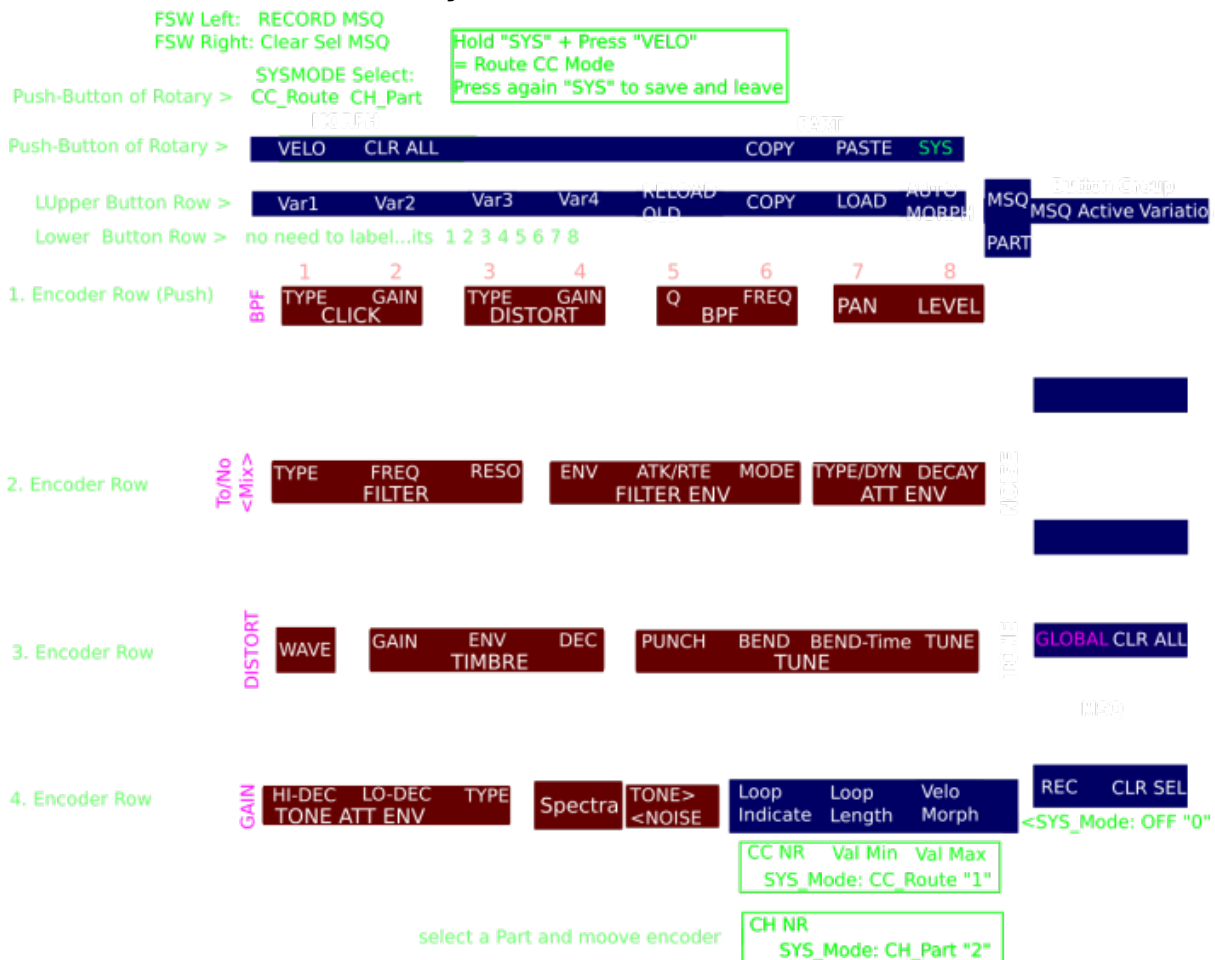 FSW Left: RECORD MSQ
FSW Right: Clear Sel MSQ
Hold "SYS" + Press "VELO"
= Route CC Mode
Press again "SYS" to save and leave
SYSMODE Select:
Push-Button of Rotary > CC_Route CH_Part
MORPH PART
Push-Button of Rotary > VELO CLR ALL COPY PASTE SYS
LUpper Button Row > Var1 Var2 Var3 Var4 RELOAD OLD COPY LOAD AUTO MORPH MSQ
Button Group
MSQ Active Variatio
Lower Button Row > no need to label...its 1 2 3 4 5 6 7 8 PART
1 2 3 4 5 6 7 8
1. Encoder Row (Push) BPF TYPE GAIN TYPE GAIN Q FREQ PAN LEVEL
CLICK DISTORT BPF
2. Encoder Row To/No <Mix> TYPE FREQ RESO ENV ATK/RTE MODE TYPE/DYN DECAY
FILTER FILTER ENV ATT ENV
3. Encoder Row DISTORT WAVE GAIN ENV DEC PUNCH BEND BEND-Time TUNE GLOBAL CLR ALL
TIMBRE TUNE
MSQ
4. Encoder Row GAIN HI-DEC LO-DEC TYPE Spectra TONE> Loop Loop Velo REC CLR SEL
TONE ATT ENV <NOISE Indicate Length Morph
<SYS_Mode: OFF "0"
CC NR Val Min Val Max
SYS_Mode: CC_Route "1"
select a Part and moove encoder CH NR
SYS_Mode: CH_Part "2"